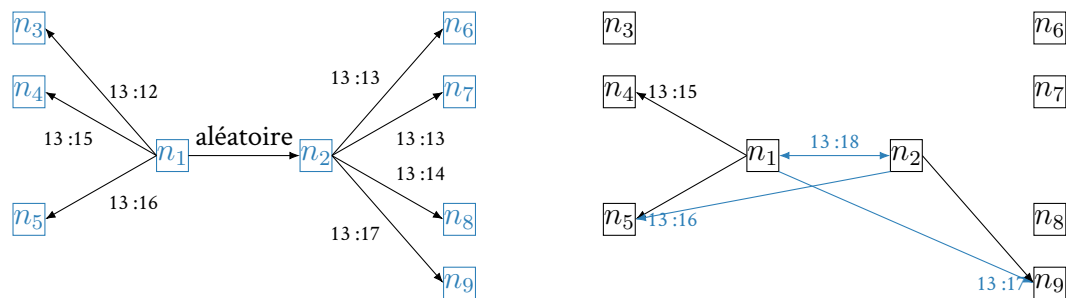 n3
13 :12
n4
13 :15
n1
aléatoire
n2
n5
13 :16
n6
13 :13
n7
13 :13
13 :14
n8
13 :17
n9
n3
n4
13 :15
n1
13 :18
n2
n5
13 :16
n6
n7
n8
13 :17
n9